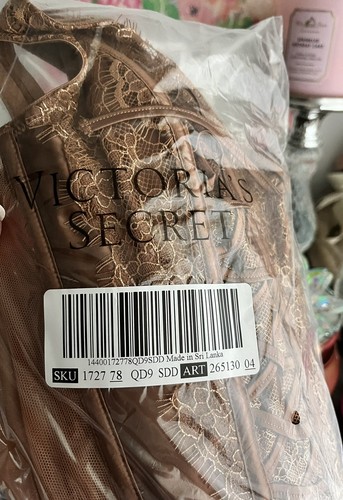 VICTORIA'S
SECRET
14400172778QD9SDD Made in Sri Lanka
SKU 1727 78 QD9 SDD ART 265130 04